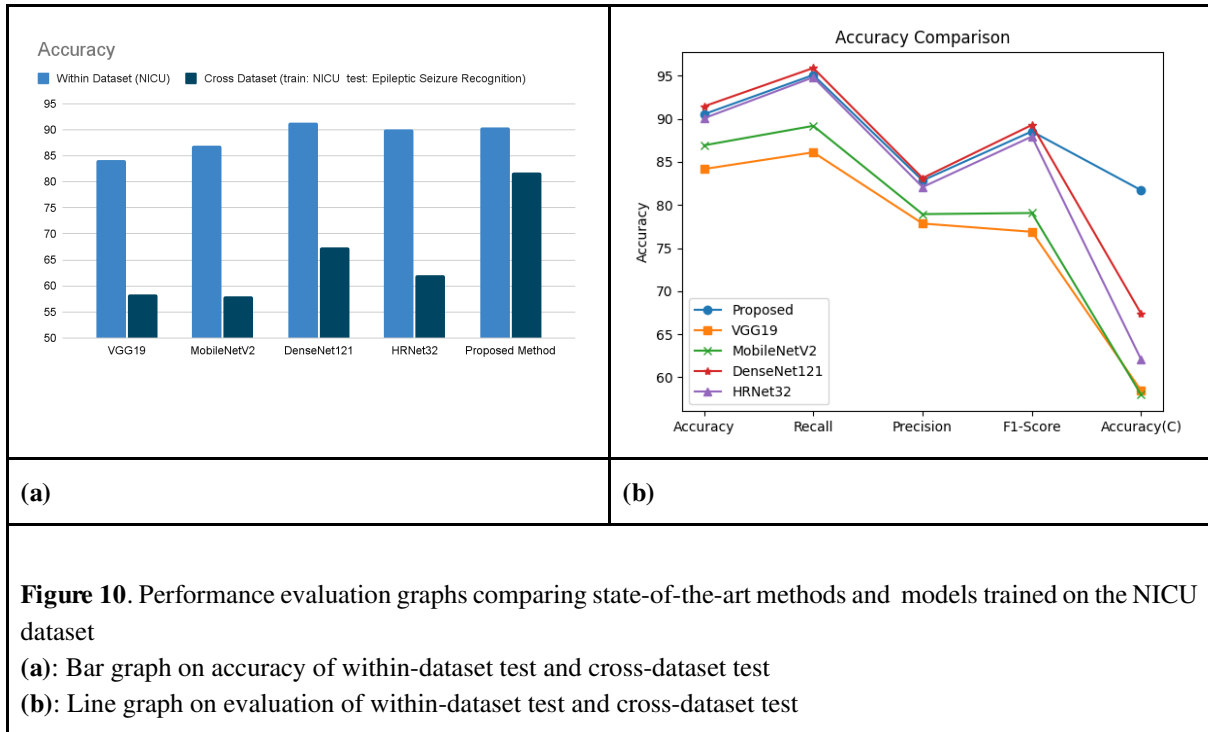 Accuracy
Within Dataset (NICU) Cross Dataset (train: NICU test: Epileptic Seizure Recognition)
95
90
85
80
75
70
65
60
55
50
VGG19 MobileNetV2 DenseNet121 HRNet32 Proposed Method
Accuracy Comparison
Accuracy
95
90
85
80
75
70
65
60
Proposed
VGG19
MobileNetV2
DenseNet121
HRNet32
Accuracy Recall Precision F1-Score Accuracy(C)
(a) (b)
Figure 10. Performance evaluation graphs comparing state-of-the-art methods and models trained on the NICU
dataset
(a): Bar graph on accuracy of within-dataset test and cross-dataset test
(b): Line graph on evaluation of within-dataset test and cross-dataset test